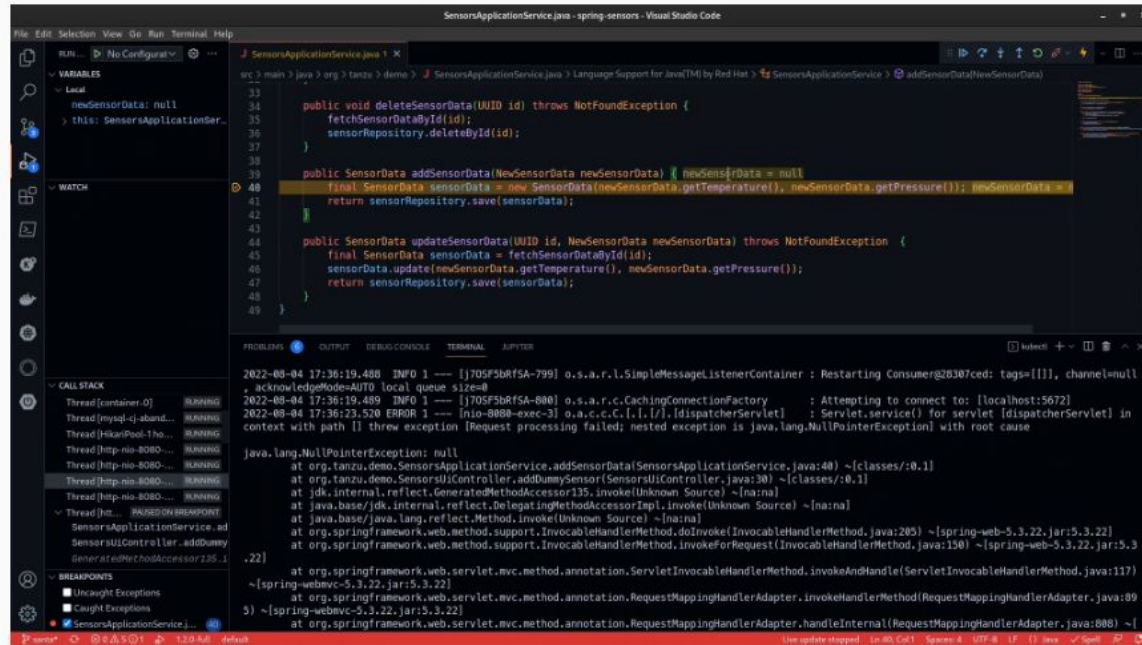 SensorsApplicationService.java - spring-sensors - Visual Studio Code
File Edit Selection View Go Run Terminal Help
RUN... No Configurat
VARIABLES
Local
newSensorData: null
this: SensorsApplicationSer...
WATCH
CALL STACK
Thread [container-0] RUNNING
Thread [mysql-cj-aband... RUNNING
Thread [HikariPool-1 ho... RUNNING
Thread [http-nio-8080-... RUNNING
Thread [http-nio-8080-... RUNNING
Thread [http-nio-8080-... RUNNING
Thread [http-nio-8080-... RUNNING
Thread [htt... PAUSED ON BREAKPOINT
SensorsApplicationService.ad
SensorsUiController.addDummy
GeneratedMethodAccessor135.i
BREAKPOINTS
Uncaught Exceptions
Caught Exceptions
SensorsApplicationService.j... 40
SensorsApplicationService.java 1
src > main > java > org > tanzu > demo > SensorsApplicationService.java > Language Support for Java(TM) by Red Hat > SensorsApplicationService > addSensorData(NewSensorData)
33
34 public void deleteSensorData(UUID id) throws NotFoundException {
35 fetchSensorDataById(id);
36 sensorRepository.deleteById(id);
37 }
38
39 public SensorData addSensorData(NewSensorData newSensorData) { newSensorData = null
40 final SensorData sensorData = new SensorData(newSensorData.getTemperature(), newSensorData.getPressure()); newSensorData = n
41 return sensorRepository.save(sensorData);
42 }
43
44 public SensorData updateSensorData(UUID id, NewSensorData newSensorData) throws NotFoundException {
45 final SensorData sensorData = fetchSensorDataById(id);
46 sensorData.update(newSensorData.getTemperature(), newSensorData.getPressure());
47 return sensorRepository.save(sensorData);
48 }
49 }
PROBLEMS 6 OUTPUT DEBUG CONSOLE TERMINAL JUPYTER kubectl
2022-08-04 17:36:19.488 INFO 1 --- [j7OSF5bRfSA-799] o.s.a.r.l.SimpleMessageListenerContainer : Restarting Consumer@28307ced: tags=[[]], channel=null
, acknowledgeMode=AUTO local queue size=0
2022-08-04 17:36:19.489 INFO 1 --- [j7OSF5bRfSA-800] o.s.a.r.c.CachingConnectionFactory : Attempting to connect to: [localhost:5672]
2022-08-04 17:36:23.520 ERROR 1 --- [nio-8080-exec-3] o.a.c.c.C.[.[.[/].[dispatcherServlet] : Servlet.service() for servlet [dispatcherServlet] in
context with path [] threw exception [Request processing failed; nested exception is java.lang.NullPointerException] with root cause
java.lang.NullPointerException: null
at org.tanzu.demo.SensorsApplicationService.addSensorData(SensorsApplicationService.java:40) ~[classes/:0.1]
at org.tanzu.demo.SensorsUiController.addDummySensor(SensorsUiController.java:30) ~[classes/:0.1]
at jdk.internal.reflect.GeneratedMethodAccessor135.invoke(Unknown Source) ~[na:na]
at java.base/jdk.internal.reflect.DelegatingMethodAccessorImpl.invoke(Unknown Source) ~[na:na]
at java.base/java.lang.reflect.Method.invoke(Unknown Source) ~[na:na]
at org.springframework.web.method.support.InvocableHandlerMethod.doInvoke(InvocableHandlerMethod.java:205) ~[spring-web-5.3.22.jar:5.3.22]
at org.springframework.web.method.support.InvocableHandlerMethod.invokeForRequest(InvocableHandlerMethod.java:150) ~[spring-web-5.3.22.jar:5.3
.22]
at org.springframework.web.servlet.mvc.method.annotation.ServletInvocableHandlerMethod.invokeAndHandle(ServletInvocableHandlerMethod.java:117)
~[spring-webmvc-5.3.22.jar:5.3.22]
at org.springframework.web.servlet.mvc.method.annotation.RequestMappingHandlerAdapter.invokeHandlerMethod(RequestMappingHandlerAdapter.java:89
5) ~[spring-webmvc-5.3.22.jar:5.3.22]
at org.springframework.web.servlet.mvc.method.annotation.RequestMappingHandlerAdapter.handleInternal(RequestMappingHandlerAdapter.java:808) ~[
0 5 1 1.2.0-full default Live update stopped Ln 40, Col 1 Spaces: 4 UTF-8 LF {} Java Spell